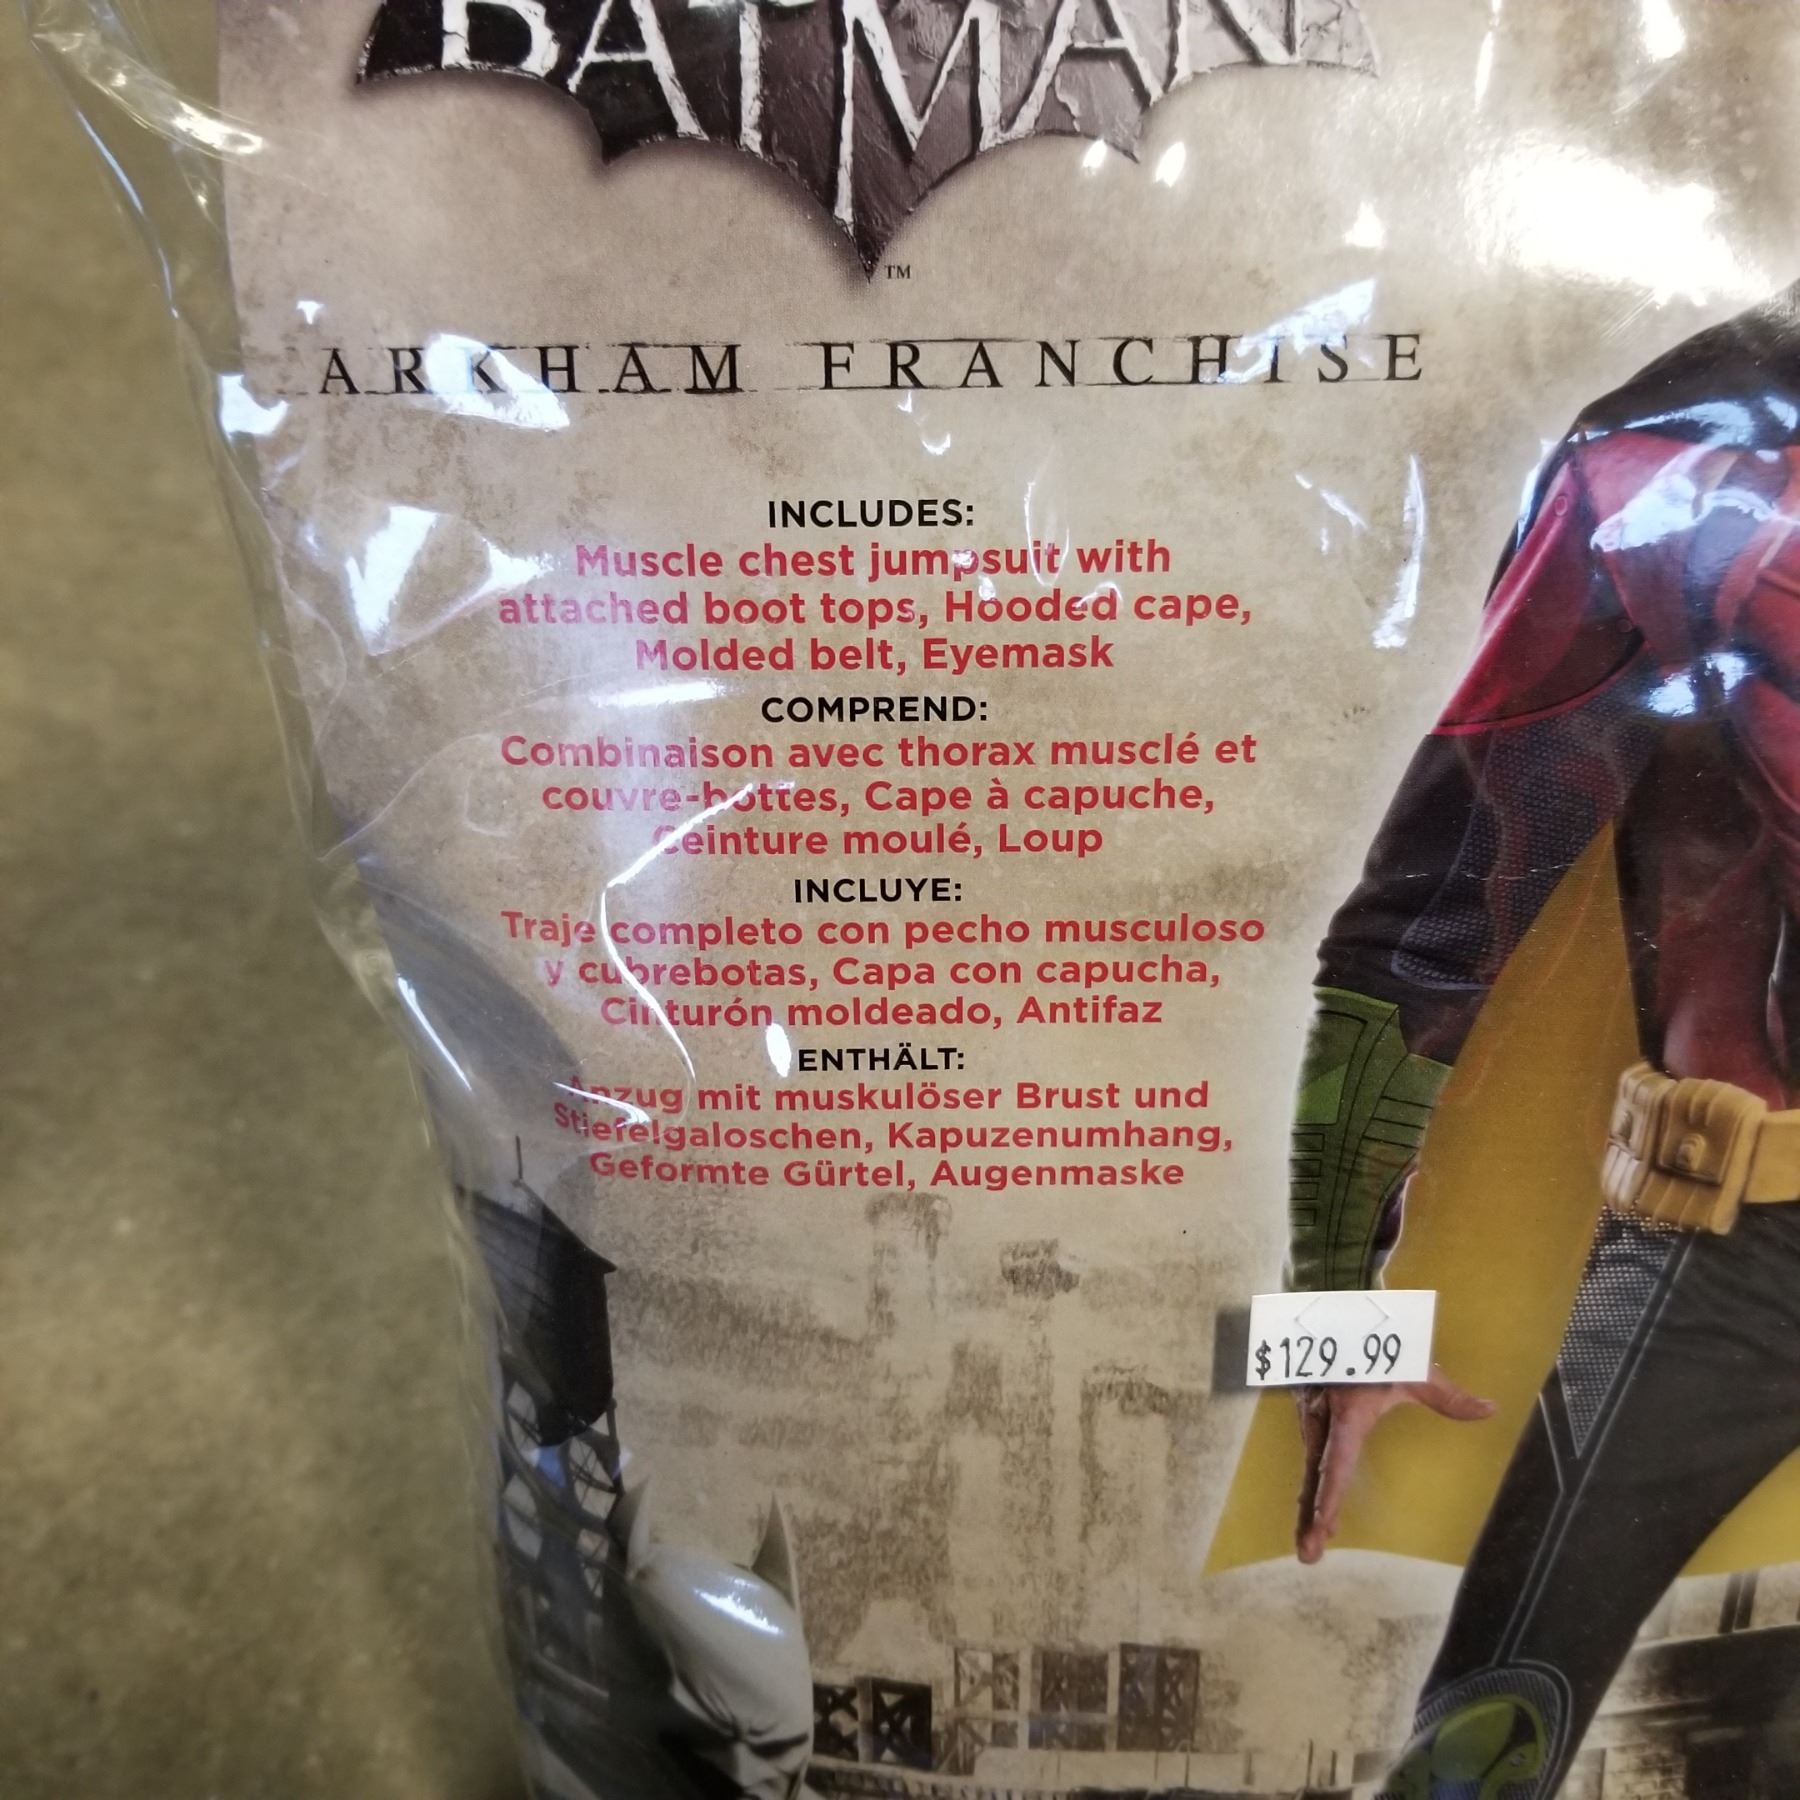 BATMAN
™
ARKHAM FRANCHISE
INCLUDES:
Muscle chest jumpsuit with
attached boot tops, Hooded cape,
Molded belt, Eyemask
COMPREND:
Combinaison avec thorax musclé et
couvre-bottes, Cape à capuche,
Ceinture moulé, Loup
INCLUYE:
Traje completo con pecho musculoso
y cubrebotas, Capa con capucha,
Cinturón moldeado, Antifaz
ENTHÄLT:
Anzug mit muskulöser Brust und
Stiefelgaloschen, Kapuzenumhang,
Geformte Gürtel, Augenmaske
$129.99